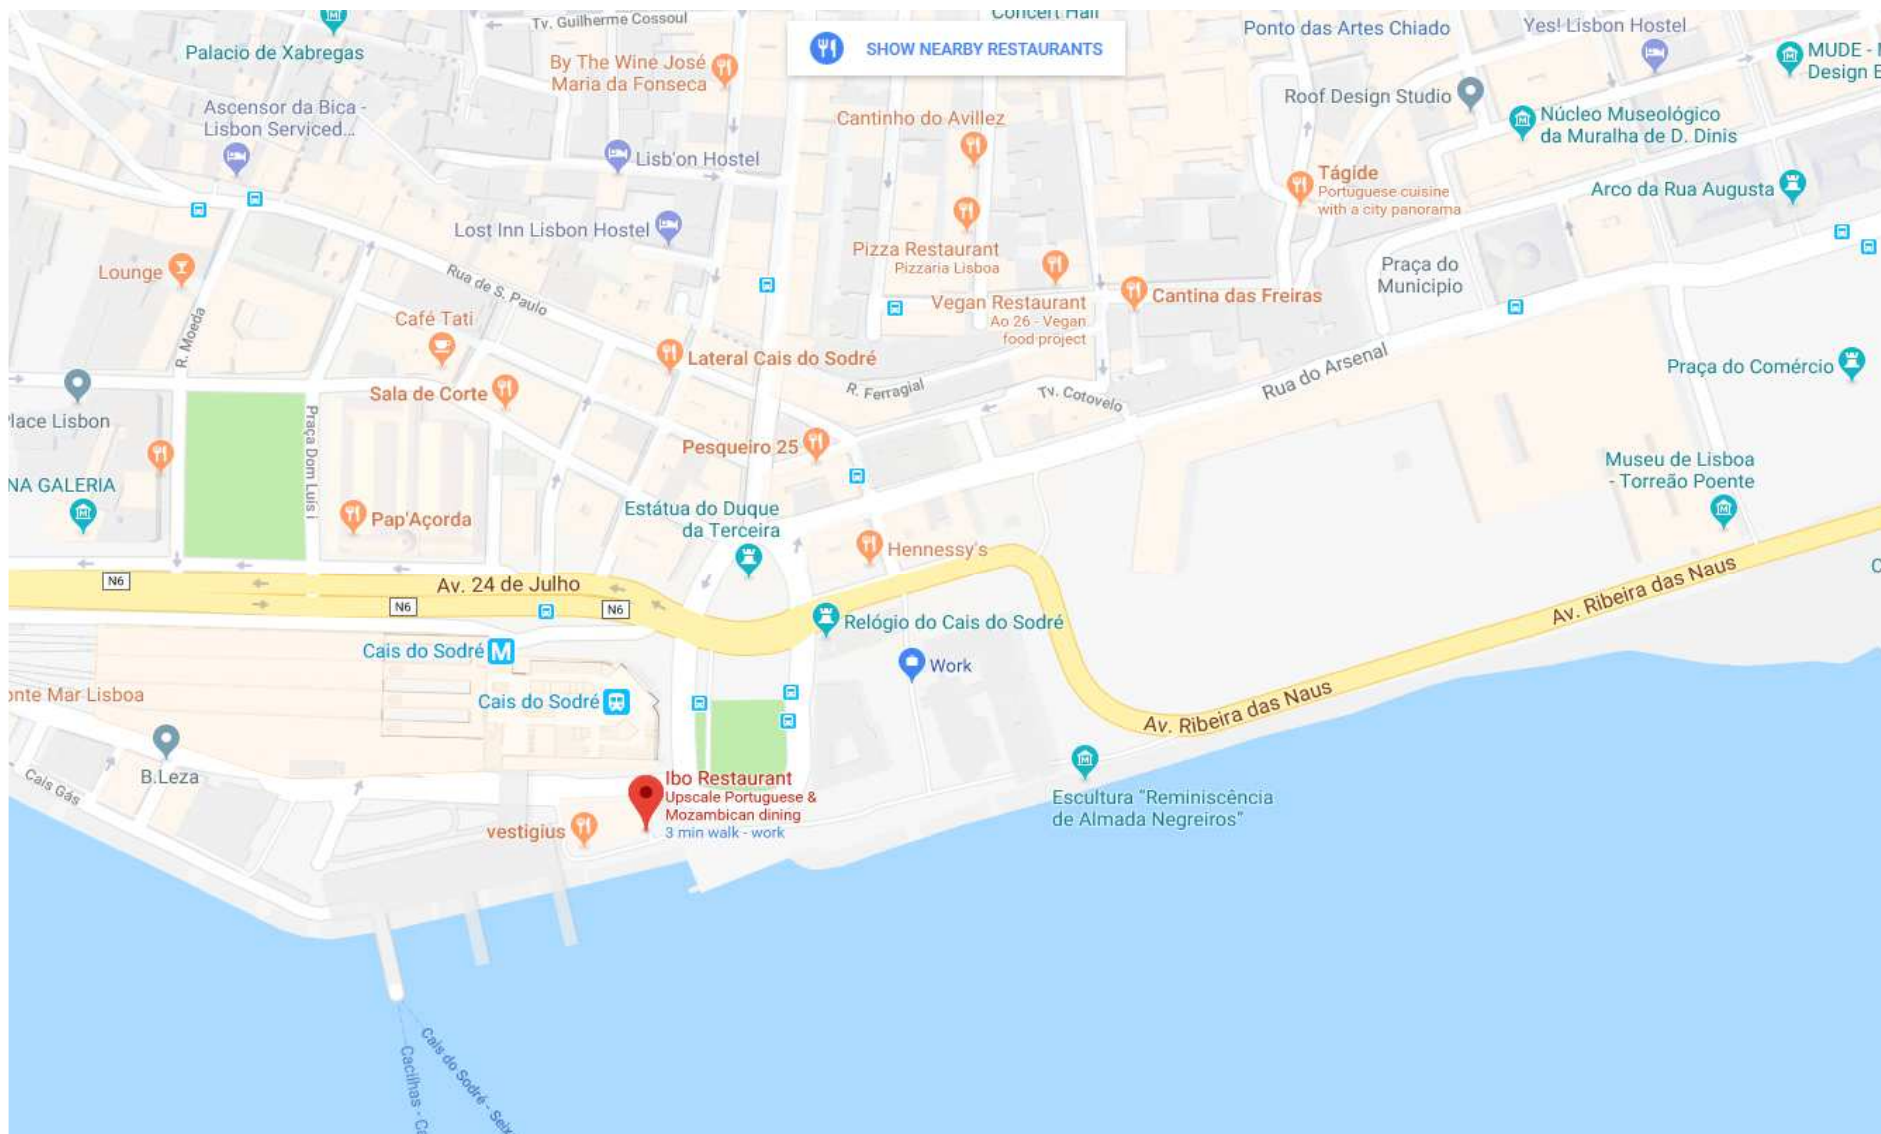 Tv. Guilherme Cossoul
Concert Hall
Palacio de Xabregas
By The Wine José
Maria da Fonseca
SHOW NEARBY RESTAURANTS
Ponto das Artes Chiado
Yes! Lisbon Hostel
MUDE -
Design
Roof Design Studio
Ascensor da Bica -
Lisbon Serviced...
Cantinho do Avillez
Núcleo Museológico
da Muralha de D. Dinis
Lisb'on Hostel
Tágide
Portuguese cuisine
with a city panorama
Arco da Rua Augusta
Lost Inn Lisbon Hostel
Pizza Restaurant
Pizzaria Lisboa
Lounge
Rua de S. Paulo
Praça do
Municipio
Vegan Restaurant
Ao 26 - Vegan
food project
Cantina das Freiras
R. Moeda
Café Tati
Lateral Cais do Sodré
Rua do Arsenal
Praça do Comércio
Sala de Corte
R. Ferragial
Tv. Cotovelo
lace Lisbon
Praça Dom Luís I
Pesqueiro 25
Museu de Lisboa
- Torreão Poente
NA GALERIA
Pap'Açorda
Estátua do Duque
da Terceira
Hennessy's
N6
Av. 24 de Julho
N6
N6
Av. Ribeira das Naus
Relógio do Cais do Sodré
Cais do Sodré
M
Work
Cais do Sodré
onte Mar Lisboa
Av. Ribeira das Naus
B.Leza
Cais Gás
Ibo Restaurant
Upscale Portuguese &
Mozambican dining
3 min walk - work
vestigius
Escultura "Reminiscência
de Almada Negreiros"
Cais do Sodré - Seix
Cacilhas - Ca